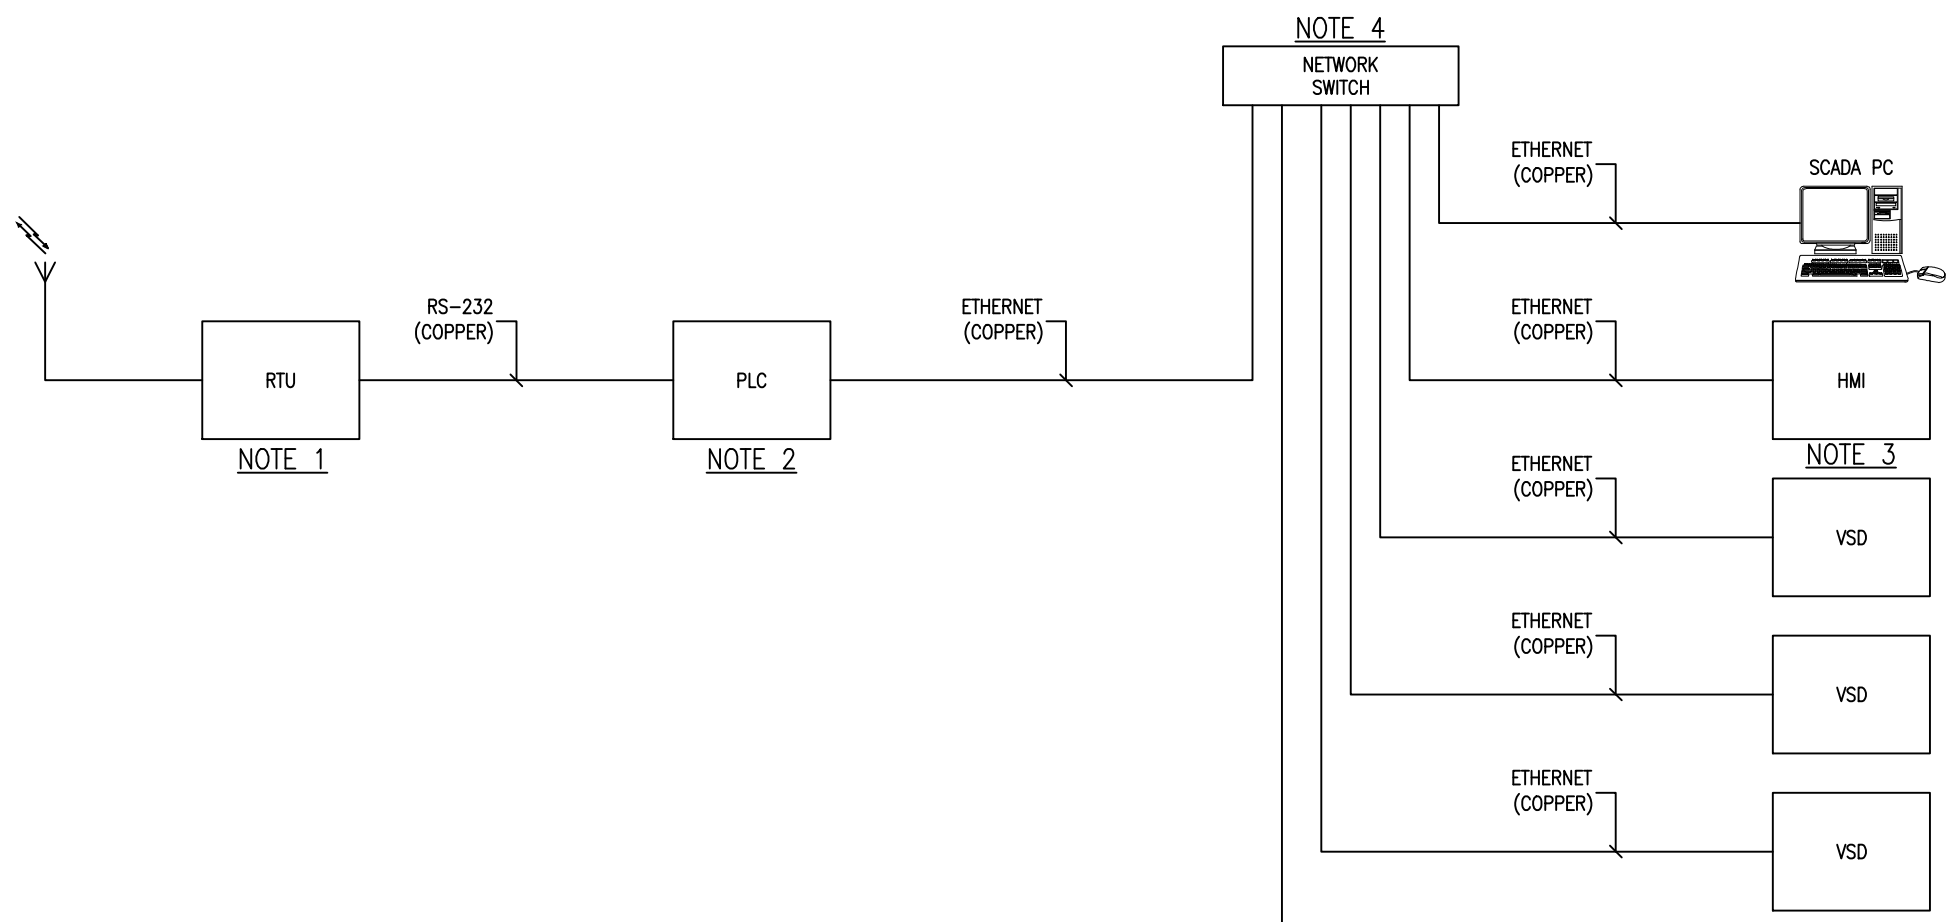 NOTE 4
NETWORK
SWITCH
ETHERNET
(COPPER)
SCADA PC
RS-232
(COPPER)
ETHERNET
(COPPER)
ETHERNET
(COPPER)
RTU
PLC
HMI
NOTE 1
NOTE 2
NOTE 3
ETHERNET
(COPPER)
VSD
ETHERNET
(COPPER)
VSD
ETHERNET
(COPPER)
VSD